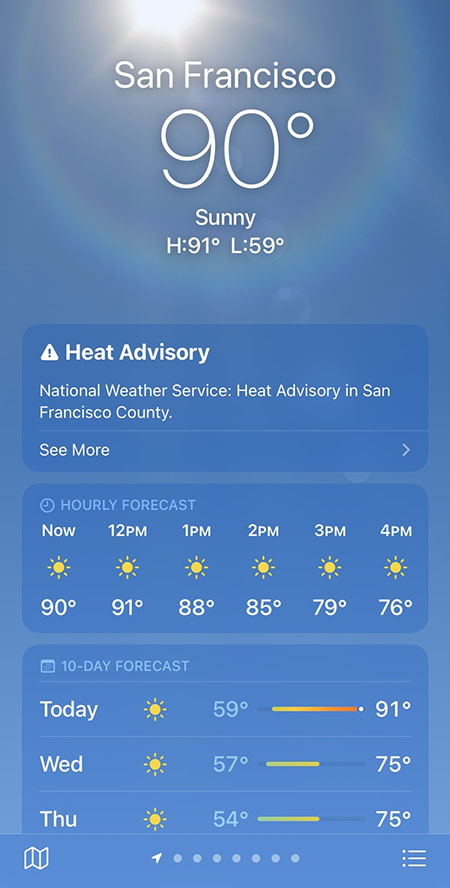 San Francisco
90°
Sunny
H:91° L:59°
Heat Advisory
National Weather Service: Heat Advisory in San
Francisco County.
See More
HOURLY FORECAST
Now 12PM 1PM 2PM 3PM 4PM
90° 91° 88° 85° 79° 76°
10-DAY FORECAST
Today 59° 91°
Wed 57° 75°
Thu 54° 75°